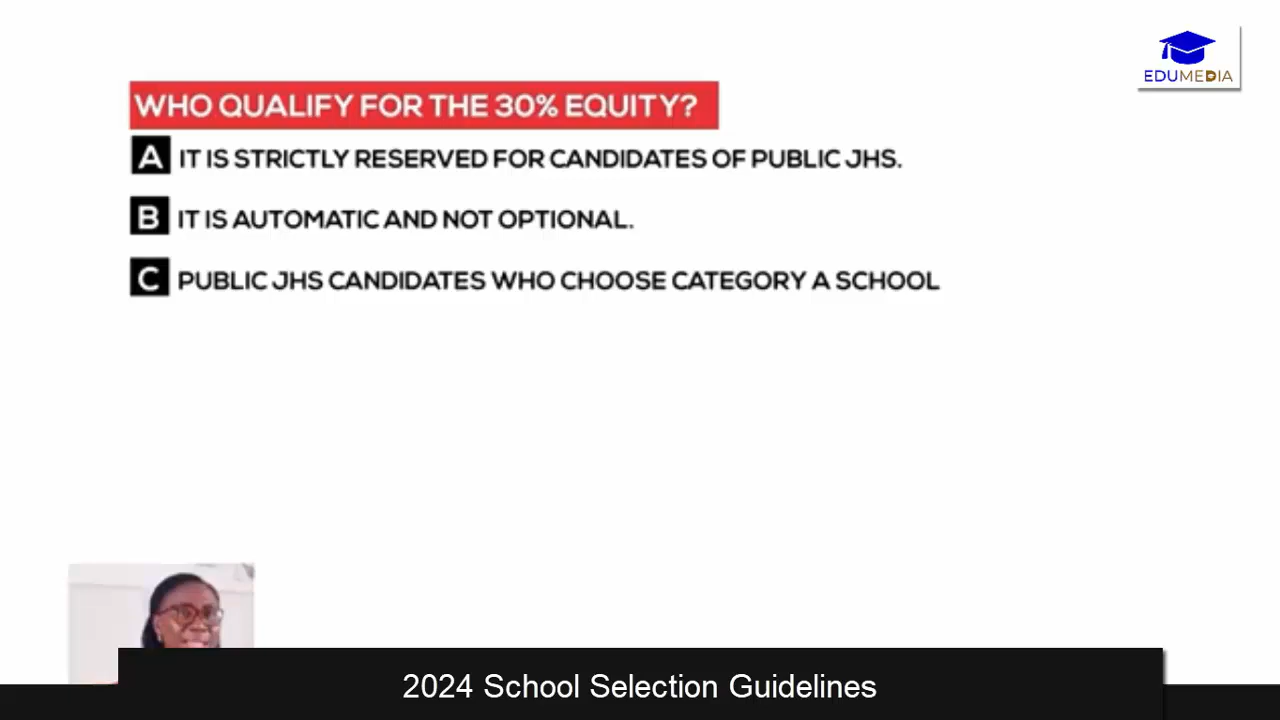 EDUMEDIA
WHO QUALIFY FOR THE 30% EQUITY?
A IT IS STRICTLY RESERVED FOR CANDIDATES OF PUBLIC JHS.
B IT IS AUTOMATIC AND NOT OPTIONAL.
C PUBLIC JHS CANDIDATES WHO CHOOSE CATEGORY A SCHOOL
2024 School Selection Guidelines